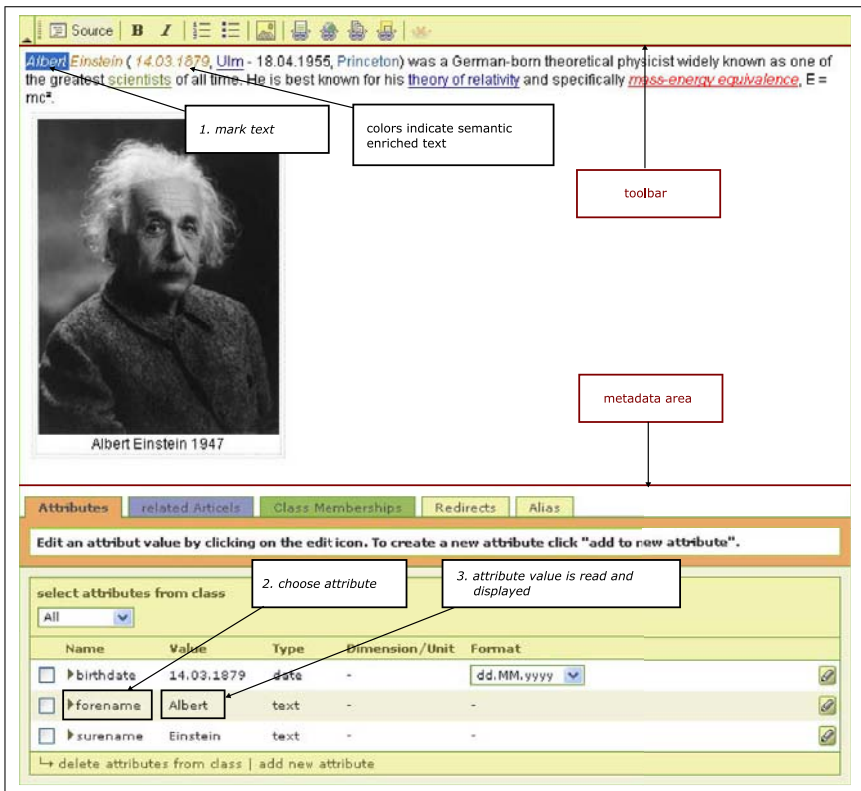 Source B I
Albert Einstein ( 14.03.1879, Ulm - 18.04.1955, Princeton) was a German-born theoretical physicist widely known as one of
the greatest scientists of all time. He is best known for his theory of relativity and specifically mass-energy equivalence, E =
mc².
1. mark text
colors indicate semantic
enriched text
toolbar
metadata area
Albert Einstein 1947
Attributes related Articels Class Memberships Redirects Alias
Edit an attribut value by clicking on the edit icon. To create a new attribute click "add to new attribute".
2. choose attribute
3. attribute value is read and
displayed
select attributes from class
All
Name Value Type Dimension/Unit Format
birthdate 14.03.1879 date - dd.MM.yyyy
forename Albert text - -
surename Einstein text - -
delete attributes from class | add new attribute